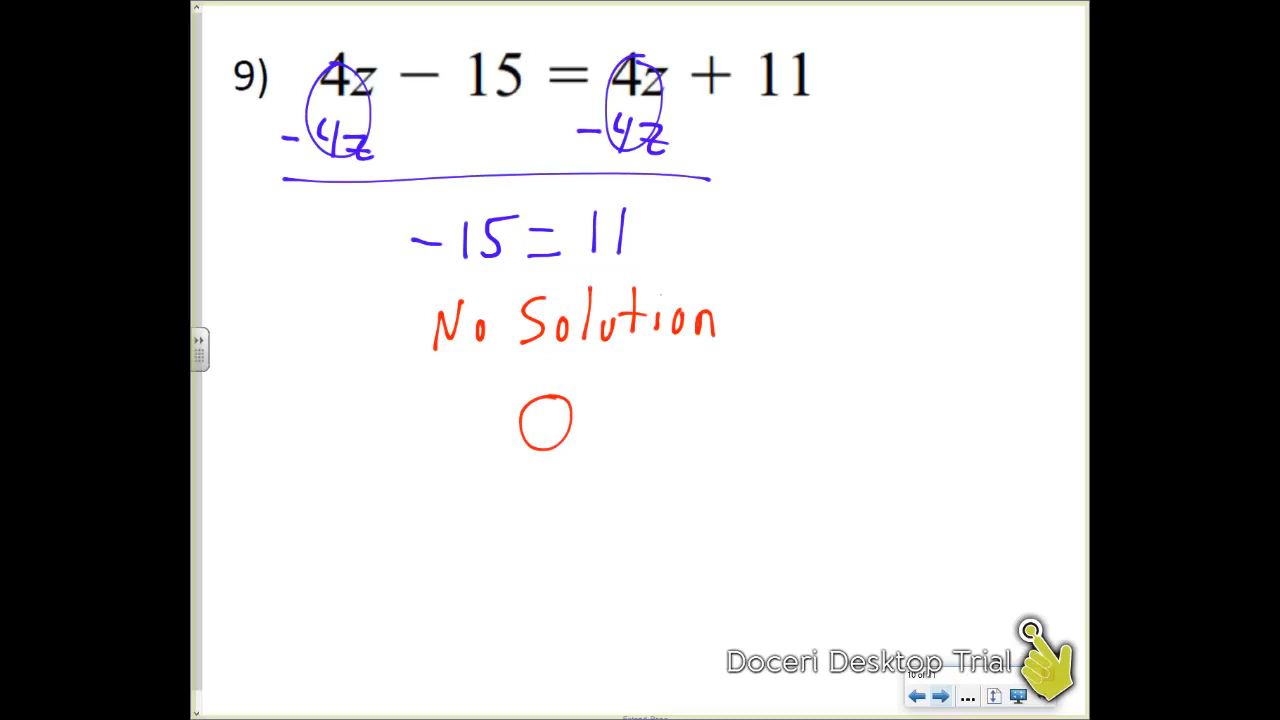 9) 4z − 15 = 4z + 11
-4z -4z
-15 = 11
No Solution
Doceri Desktop Trial